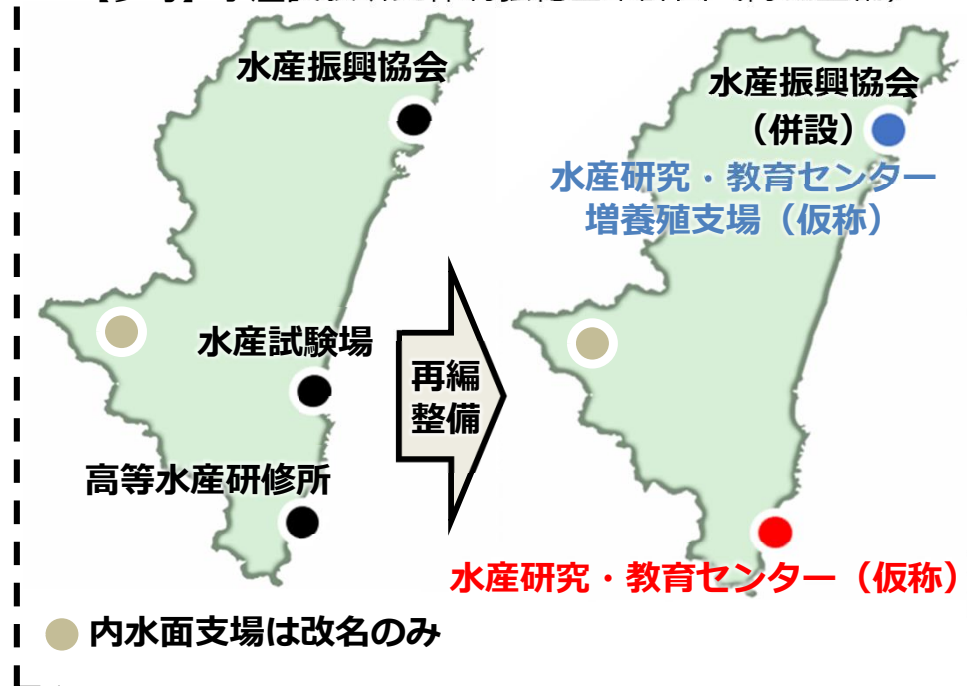 水産振興協会
水産試験場
高等水産研修所
再編
整備
水産振興協会
（併設）
水産研究・教育センター
増養殖支場（仮称）
水産研究・教育センター（仮称）
内水面支場は改名のみ